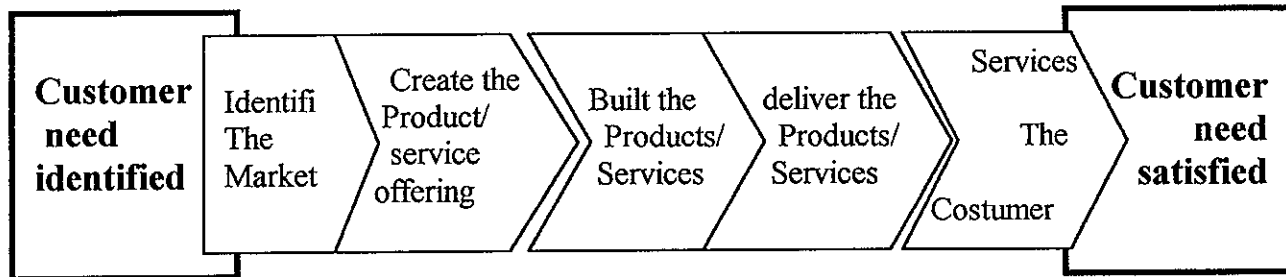 Customer
need
identified
Identifi
The
Market
Create the
Product/
service
offering
Built the
Products/
Services
deliver the
Products/
Services
Services
The
Costumer
Customer
need
satisfied